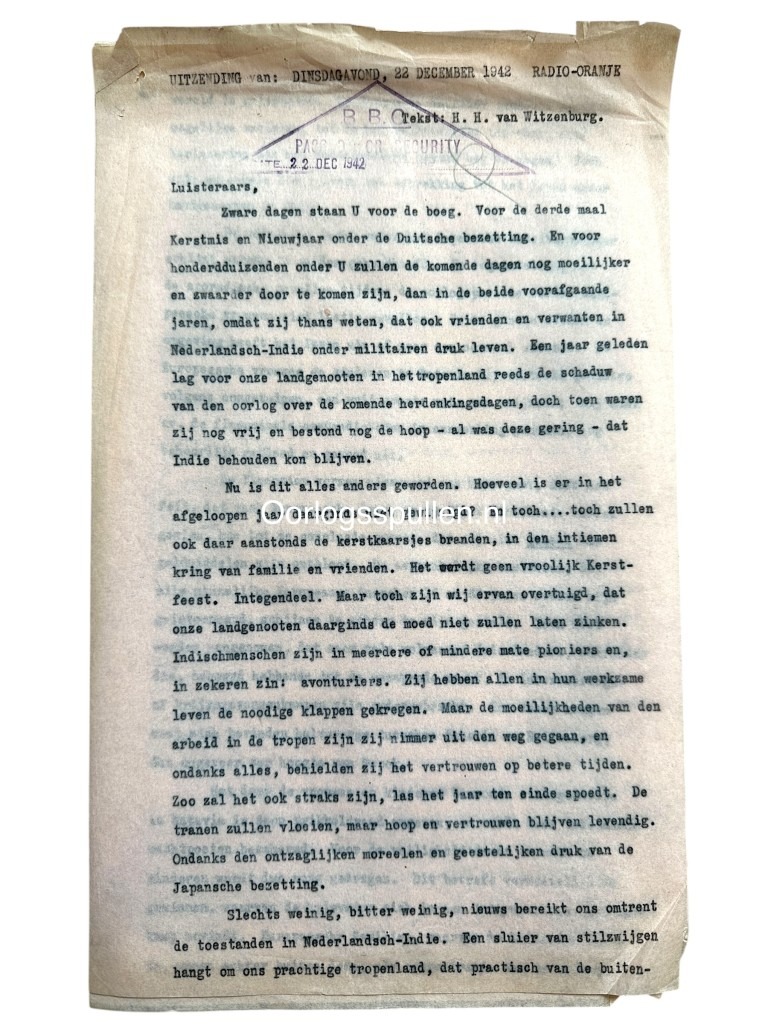 UITZENDING van: DINSDAGAVOND, 22 DECEMBER 1942 RADIO-ORANJE
B.B.C.
Tekst: H. H. van Witzenburg.
PASSED FOR SECURITY
22 DEC 1942
Luisteraars,
Zware dagen staan U voor de boeg. Voor de derde maal
Kerstmis en Nieuwjaar onder de Duitsche bezetting. En voor
honderdduizenden onder U zullen de komende dagen nog moeilijker
en zwaarder door te komen zijn, dan in de beide voorafgaande
jaren, omdat zij thans weten, dat ook vrienden en verwanten in
Nederlandsch-Indie onder militairen druk leven. Een jaar geleden
lag voor onze landgenooten in hettropenland reeds de schaduw
van den oorlog over de komende herdenkingsdagen, doch toen waren
zij nog vrij en bestond nog de hoop - al was deze gering - dat
Indie behouden kon blijven.
Nu is dit alles anders geworden. Hoeveel is er in het
afgeloopen jaar daarginds toch....toch zullen
Oorlogsspullen.nl
ook daar aanstonds de kerstkaarsjes branden, in den intiemen
kring van familie en vrienden. Het wordt geen vroolijk Kerst-
feest. Integendeel. Maar toch zijn wij ervan overtuigd, dat
onze landgenooten daarginds de moed niet zullen laten zinken.
Indischmenschen zijn in meerdere of mindere mate pioniers en,
in zekeren zin: avonturiers. Zij hebben allen in hun werkzame
leven de noodige klappen gekregen. Maar de moeilijkheden van den
arbeid in de tropen zijn zij nimmer uit den weg gegaan, en
ondanks alles, behielden zij het vertrouwen op betere tijden.
Zoo zal het ook straks zijn, las het jaar ten einde spoedt. De
tranen zullen vloeien, maar hoop en vertrouwen blijven levendig.
Ondanks den ontzaglijken moreelen en geestelijken druk van de
Japansche bezetting.
Slechts weinig, bitter weinig, nieuws bereikt ons omtrent
de toestanden in Nederlandsch-Indie. Een sluier van stilzwijgen
hangt om ons prachtige tropenland, dat practisch van de buiten-